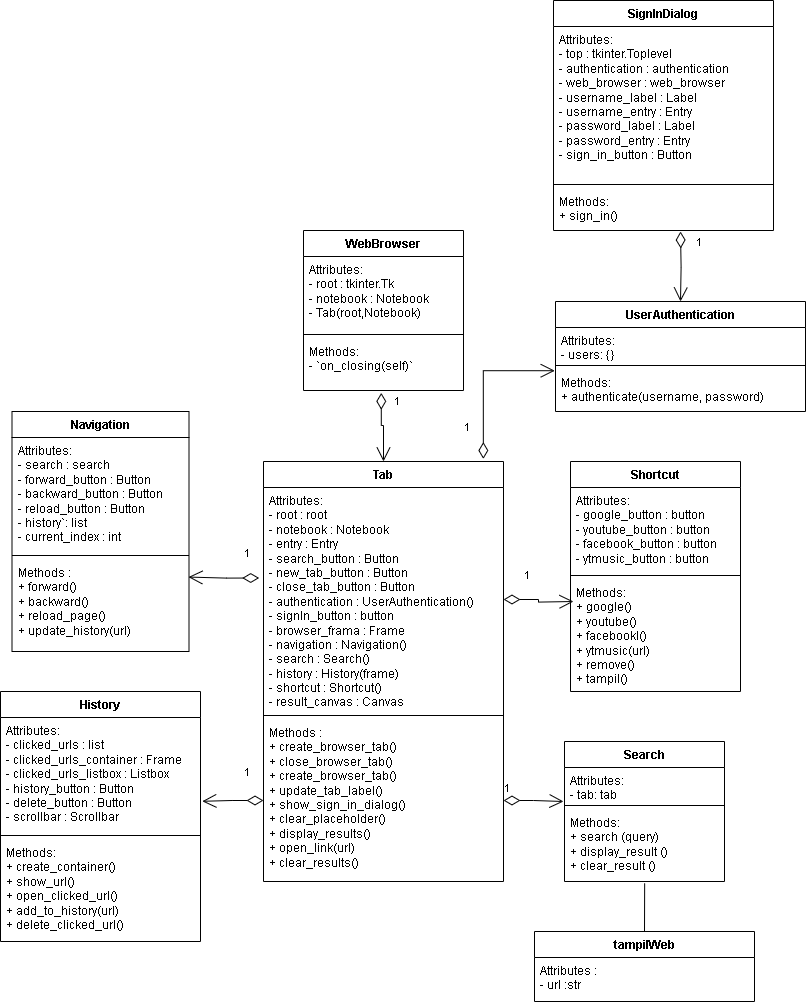 SignInDialog
Attributes:
- top : tkinter.Toplevel
- authentication : authentication
- web_browser : web_browser
- username_label : Label
- username_entry : Entry
- password_label : Label
- password_entry : Entry
- sign_in_button : Button
Methods:
+ sign_in()
1
WebBrowser
Attributes:
- root : tkinter.Tk
- notebook : Notebook
- Tab(root,Notebook)
Methods:
- `on_closing(self)`
1
UserAuthentication
Attributes:
- users: {}
Methods:
+ authenticate(username, password)
1
Navigation
Attributes:
- search : search
- forward_button : Button
- backward_button : Button
- reload_button : Button
- history`: list
- current_index : int
Methods :
+ forward()
+ backward()
+ reload_page()
+ update_history(url)
1
Tab
Attributes:
- root : root
- notebook : Notebook
- entry : Entry
- search_button : Button
- new_tab_button : Button
- close_tab_button : Button
- authentication : UserAuthentication()
- signIn_button : button
- browser_frama : Frame
- navigation : Navigation()
- search : Search()
- history : History(frame)
- shortcut : Shortcut()
- result_canvas : Canvas
Methods :
+ create_browser_tab()
+ close_browser_tab()
+ create_browser_tab()
+ update_tab_label()
+ show_sign_in_dialog()
+ clear_placeholder()
+ display_results()
+ open_link(url)
+ clear_results()
1
Shortcut
Attributes:
- google_button : button
- youtube_button : button
- facebook_button : button
- ytmusic_button : button
Methods:
+ google()
+ youtube()
+ facebookl()
+ ytmusic(url)
+ remove()
+ tampil()
History
Attributes:
- clicked_urls : list
- clicked_urls_container : Frame
- clicked_urls_listbox : Listbox
- history_button : Button
- delete_button : Button
- scrollbar : Scrollbar
Methods:
+ create_container()
+ show_url()
+ open_clicked_url()
+ add_to_history(url)
+ delete_clicked_url()
1
1
Search
Attributes:
- tab: tab
Methods:
+ search (query)
+ display_result ()
+ clear_result ()
tampilWeb
Attributes :
- url :str